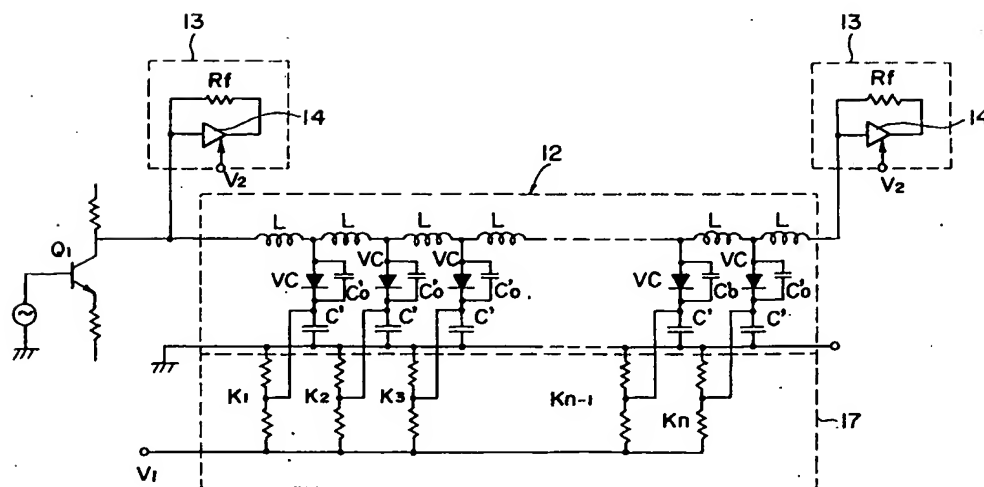 13
13
Rf
Rf
14
14
V2
V2
12
L L L L L L
Q1
VC VC VC VC VC
C'o C'o C'o C'o C'o
C' C' C' C' C'
K1 K2 K3 Kn-1 Kn
17
V1